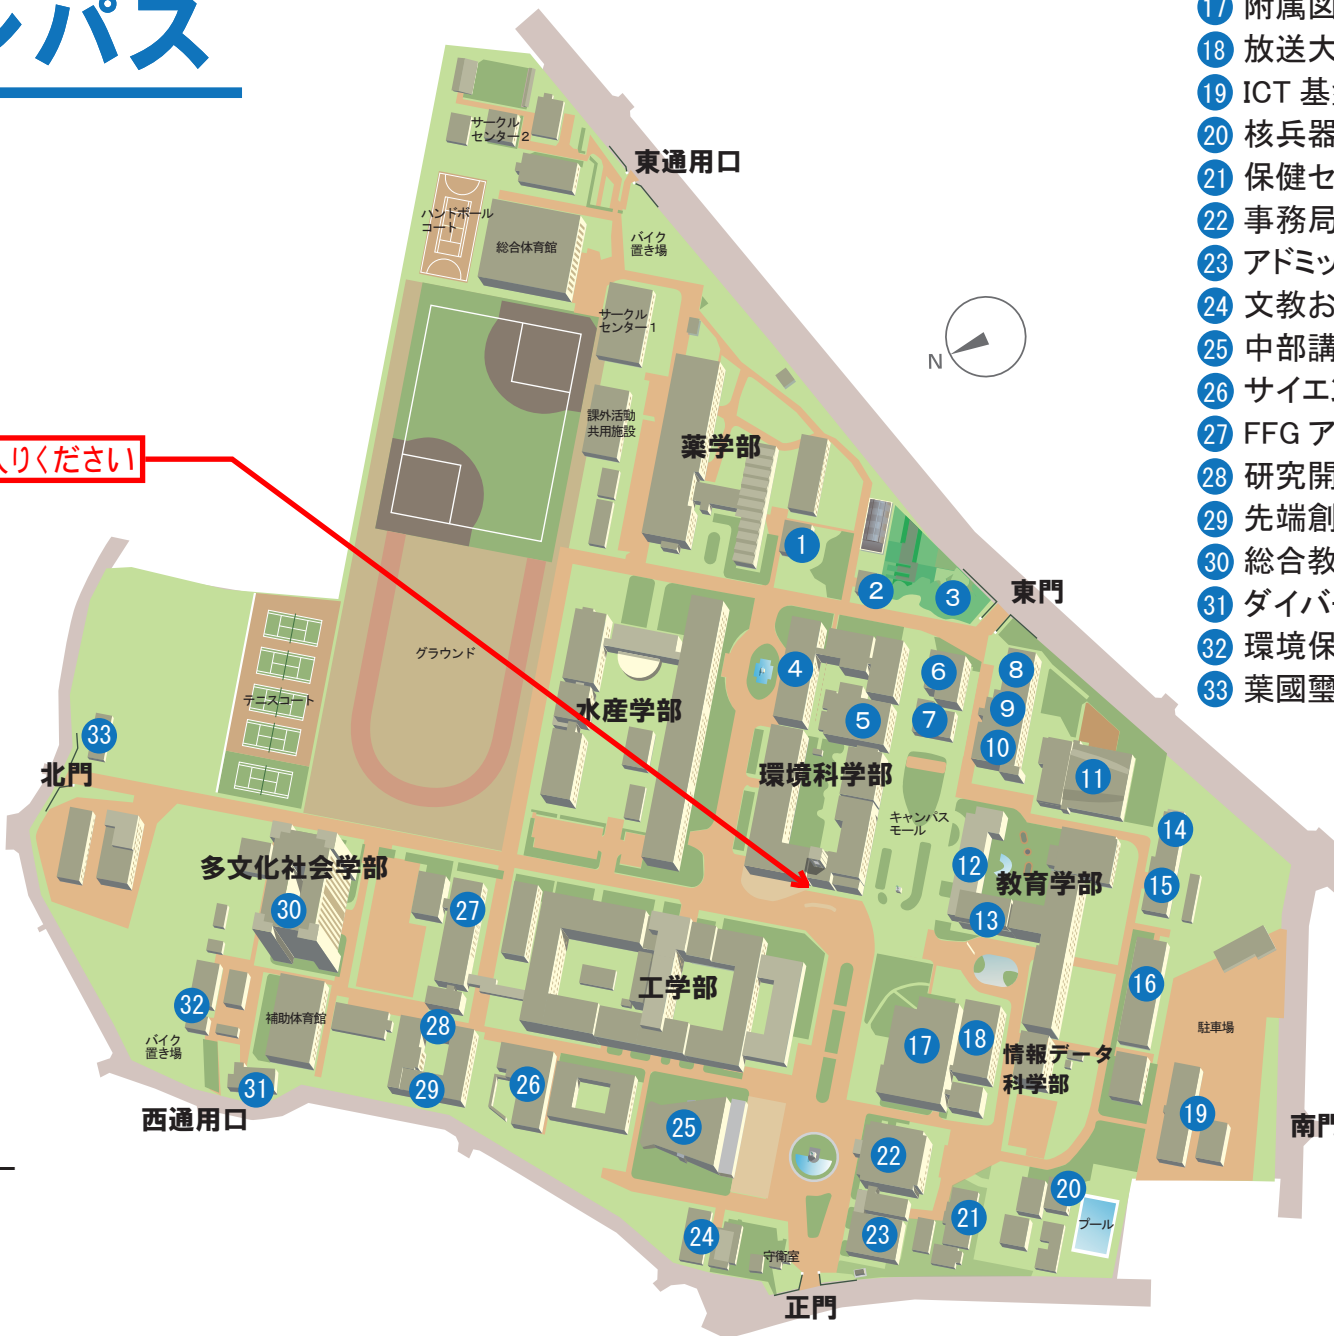 ンパス
入りください
17 附属図
18 放送大
19 ICT 基
20 核兵器
21 保健セ
22 事務局
23 アドミッ
24 文教お
25 中部講
26 サイエン
27 FFG ア
28 研究開
29 先端創
30 総合教
31 ダイバー
32 環境保
33 葉國璽
サークル
センター2
東通用口
ハンドボール
コート
総合体育館
バイク
置き場
サークル
センター1
N
課外活動
共用施設
薬学部
1
2
3
東門
グラウンド
テニスコート
水産学部
4
5
6
7
8
9
10
11
33
北門
環境科学部
キャンパス
モール
多文化社会学部
30
27
12
教育学部
13
14
15
工学部
16
32
バイク
置き場
補助体育館
28
17
18
情報データ
科学部
駐車場
31
西通用口
29
26
25
19
南門
22
20
24
守衛室
23
21
プール
正門